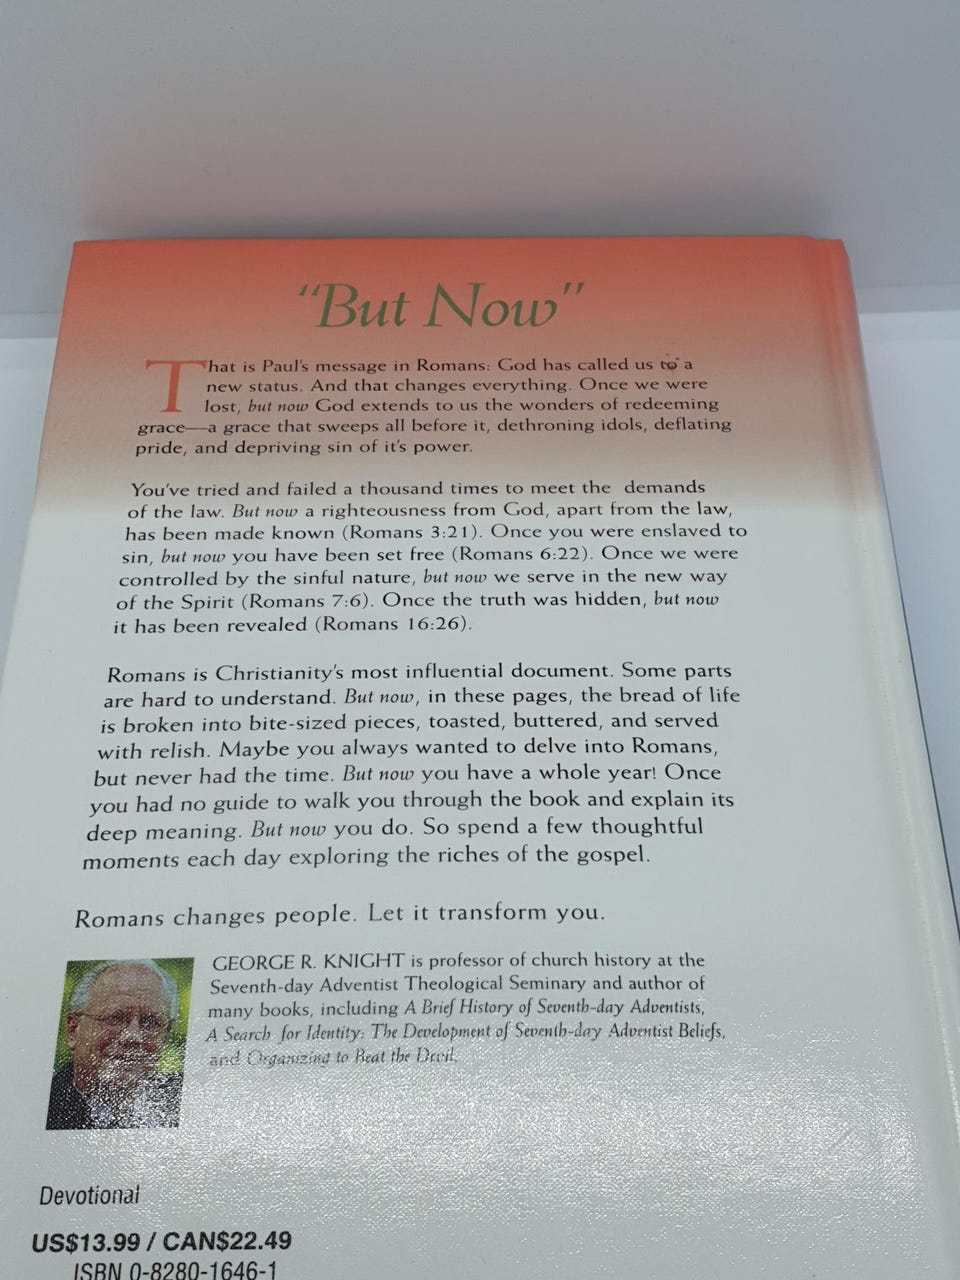 "But Now"
That is Paul's message in Romans: God has called us to a
new status. And that changes everything. Once we were
lost, but now God extends to us the wonders of redeeming
grace—a grace that sweeps all before it, dethroning idols, deflating
pride, and depriving sin of it's power.
You've tried and failed a thousand times to meet the demands
of the law. But now a righteousness from God, apart from the law,
has been made known (Romans 3:21). Once you were enslaved to
sin, but now you have been set free (Romans 6:22). Once we were
controlled by the sinful nature, but now we serve in the new way
of the Spirit (Romans 7:6). Once the truth was hidden, but now
it has been revealed (Romans 16:26).
Romans is Christianity's most influential document. Some parts
are hard to understand. But now, in these pages, the bread of life
is broken into bite-sized pieces, toasted, buttered, and served
with relish. Maybe you always wanted to delve into Romans,
but never had the time. But now you have a whole year! Once
you had no guide to walk you through the book and explain its
deep meaning. But now you do. So spend a few thoughtful
moments each day exploring the riches of the gospel.
Romans changes people. Let it transform you.
GEORGE R. KNIGHT is professor of church history at the
Seventh-day Adventist Theological Seminary and author of
many books, including A Brief History of Seventh-day Adventists,
A Search for Identity: The Development of Seventh-day Adventist Beliefs,
and Organizing to Beat the Devil.
Devotional
US$13.99 / CAN$22.49
ISBN 0-8280-1646-1